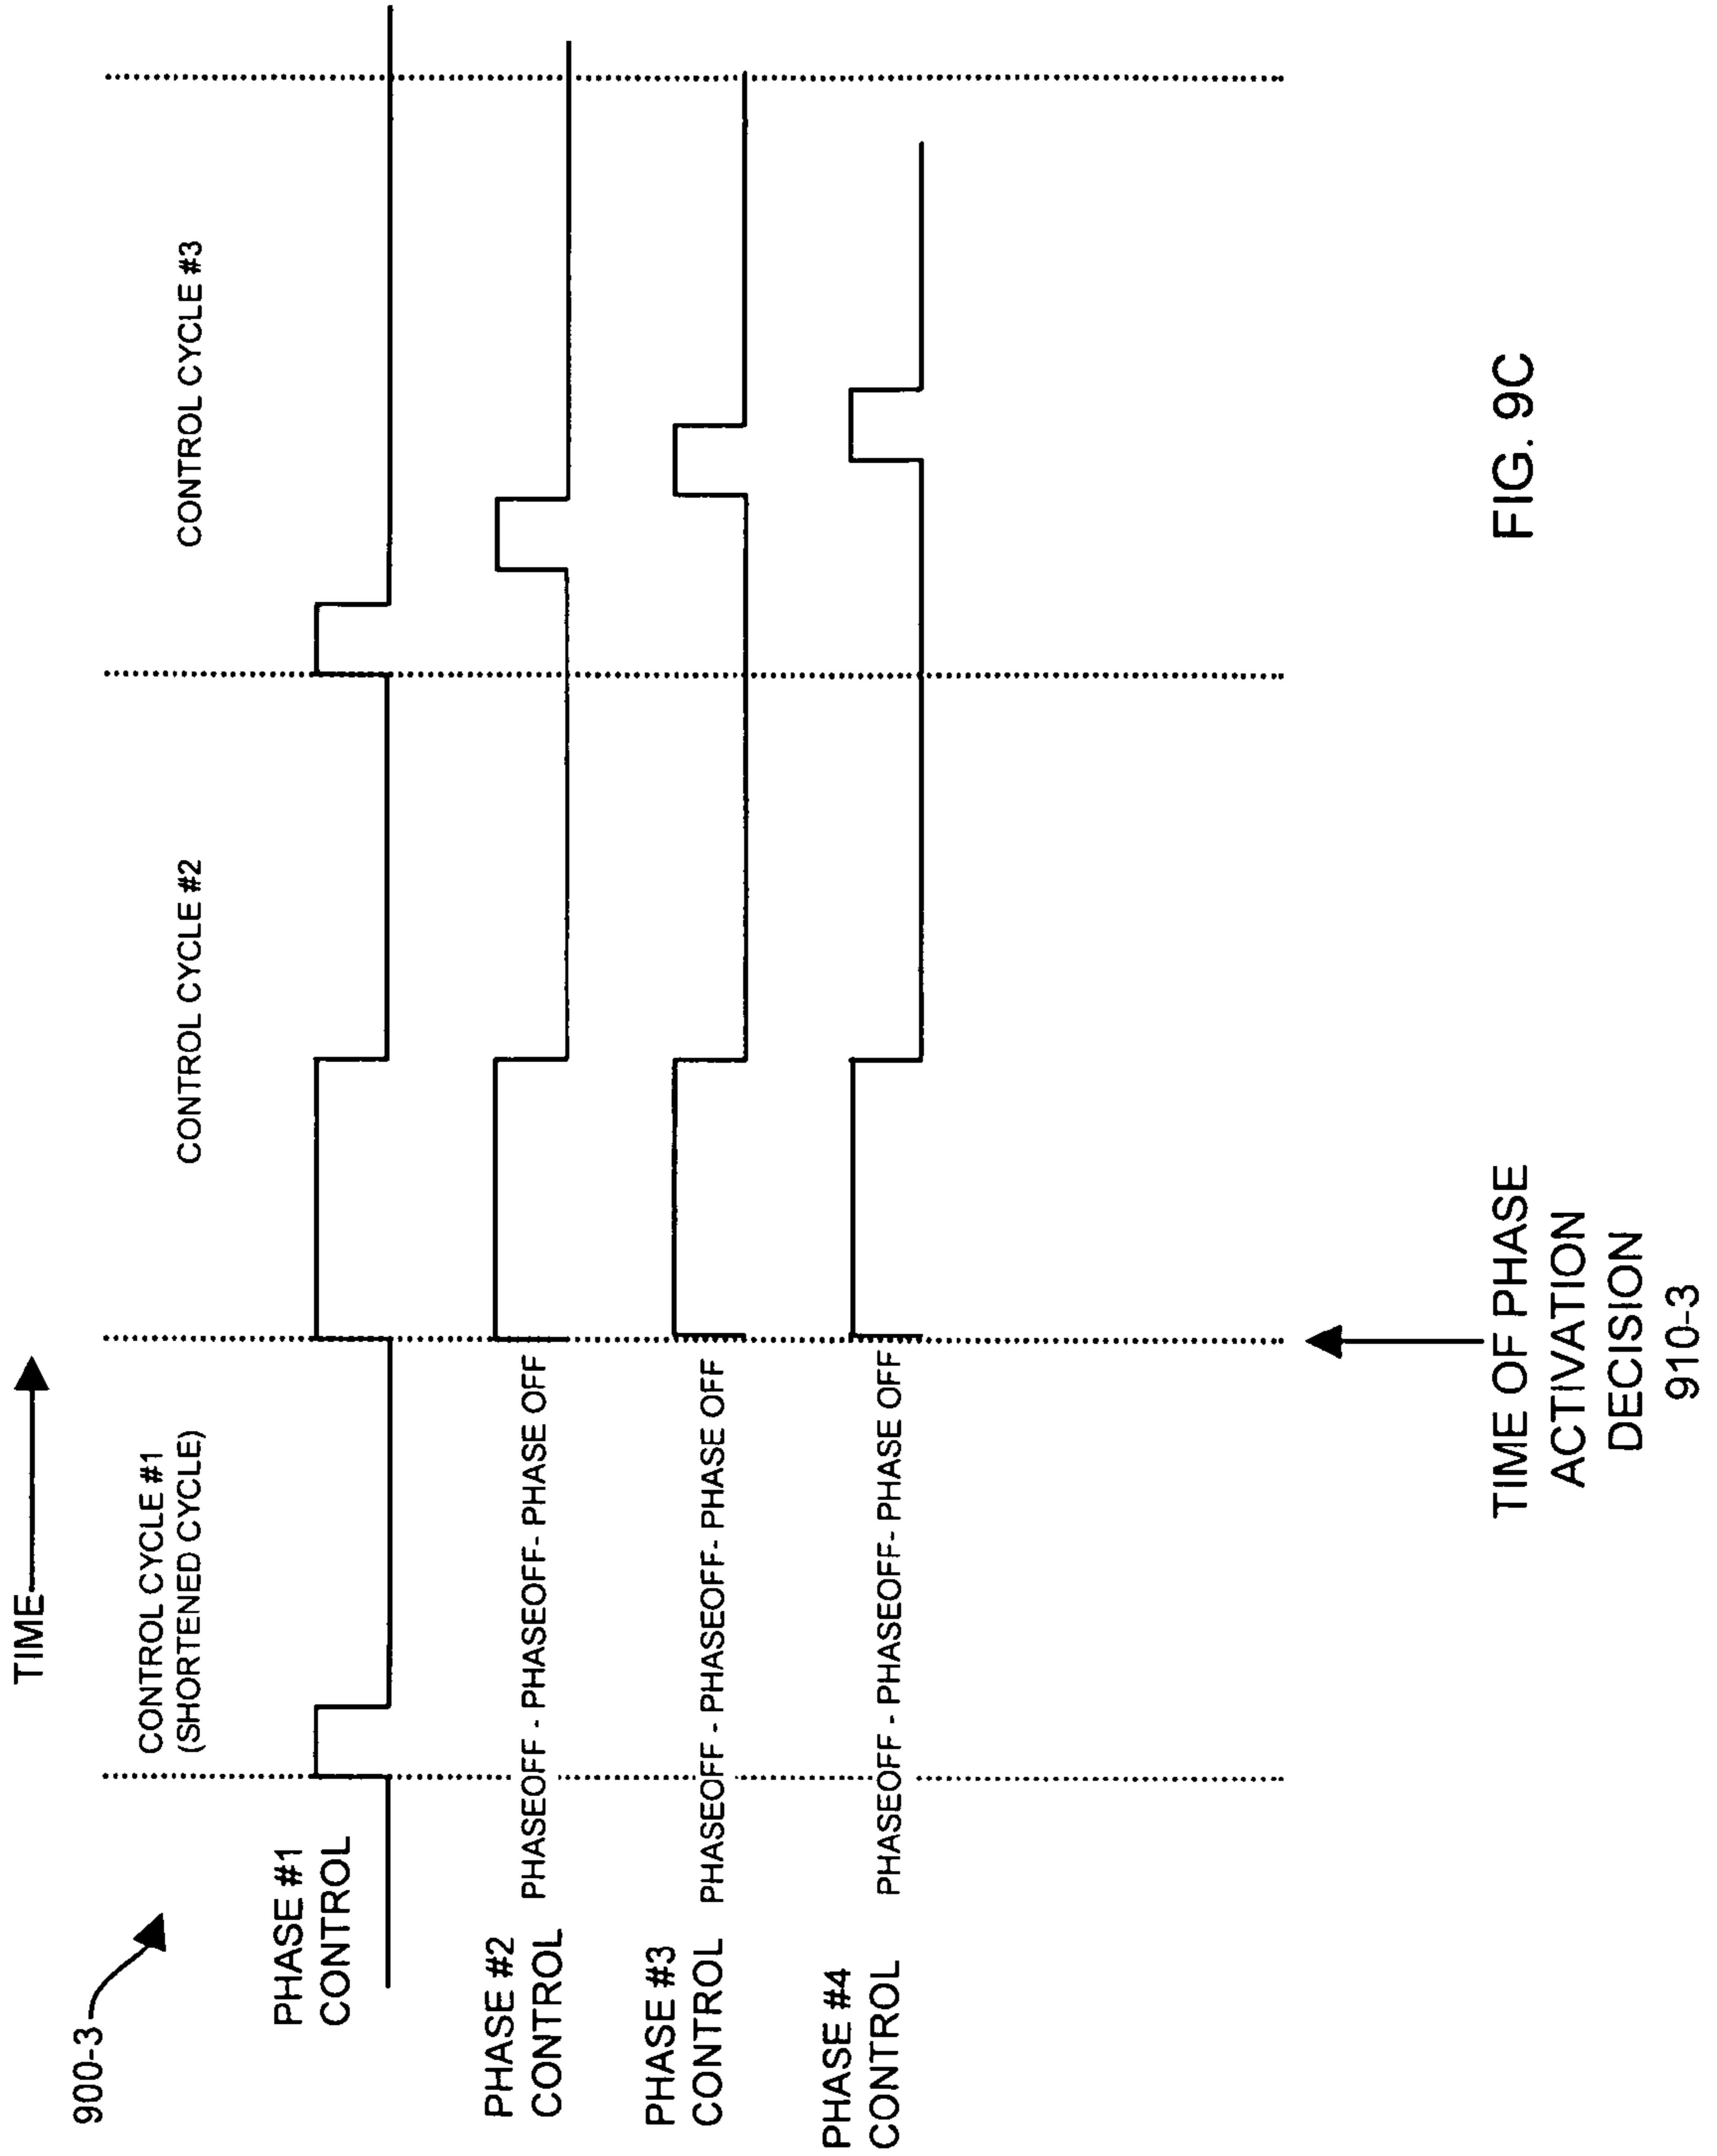 TIME
900-3
CONTROL CYCLE #1
(SHORTENED CYCLE)
CONTROL CYCLE #2
CONTROL CYCLE #3
PHASE #1
CONTROL
PHASE #2
CONTROL
PHASEOFF - PHASEOFF- PHASE OFF
PHASE #3
CONTROL
PHASEOFF - PHASEOFF- PHASE OFF
PHASE #4
CONTROL
PHASEOFF - PHASEOFF- PHASE OFF
TIME OF PHASE
ACTIVATION
DECISION
910-3
FIG. 9C